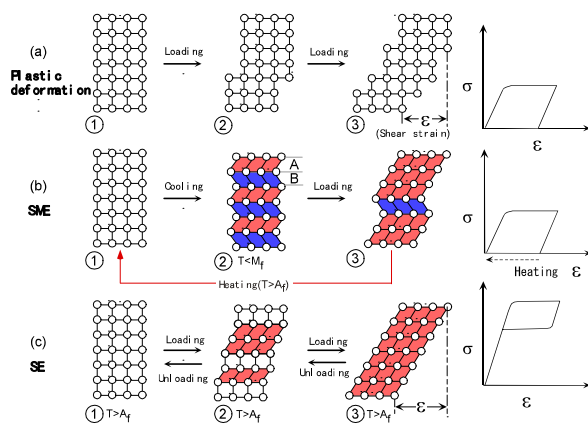 (a)
Plastic
deformation
Loading
Loading
σ
ε
(Shear strain)
① ② ③
ε
(b)
SME
Cooling
A
B
Loading
σ
① ② T<Mf ③
Heating(T>Af)
ε
Heating
(c)
SE
Loading
Unloading
Loading
Unloading
σ
① T>Af ② T>Af ③ T>Af
ε
ε